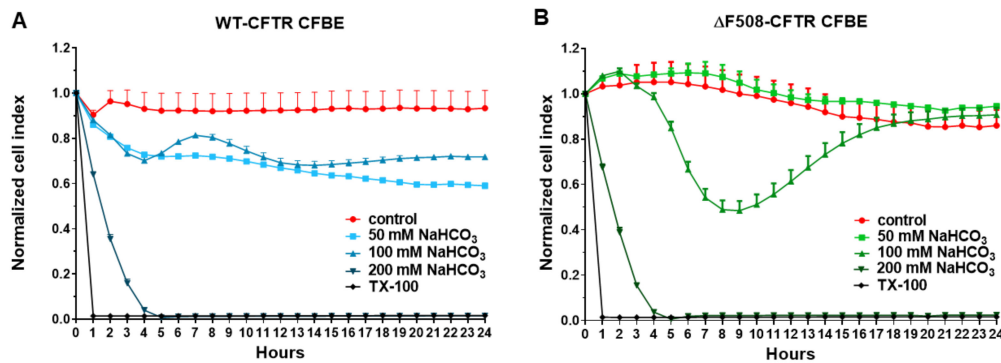 A
WT-CFTR CFBE
Normalized cell index
1.2
1.0
0.8
0.6
0.4
0.2
0.0
control
50 mM NaHCO₃
100 mM NaHCO₃
200 mM NaHCO₃
TX-100
0 1 2 3 4 5 6 7 8 9 10 11 12 13 14 15 16 17 18 19 20 21 22 23 24
Hours
B
ΔF508-CFTR CFBE
Normalized cell index
1.2
1.0
0.8
0.6
0.4
0.2
0.0
control
50 mM NaHCO₃
100 mM NaHCO₃
200 mM NaHCO₃
TX-100
0 1 2 3 4 5 6 7 8 9 10 11 12 13 14 15 16 17 18 19 20 21 22 23 24
Hours